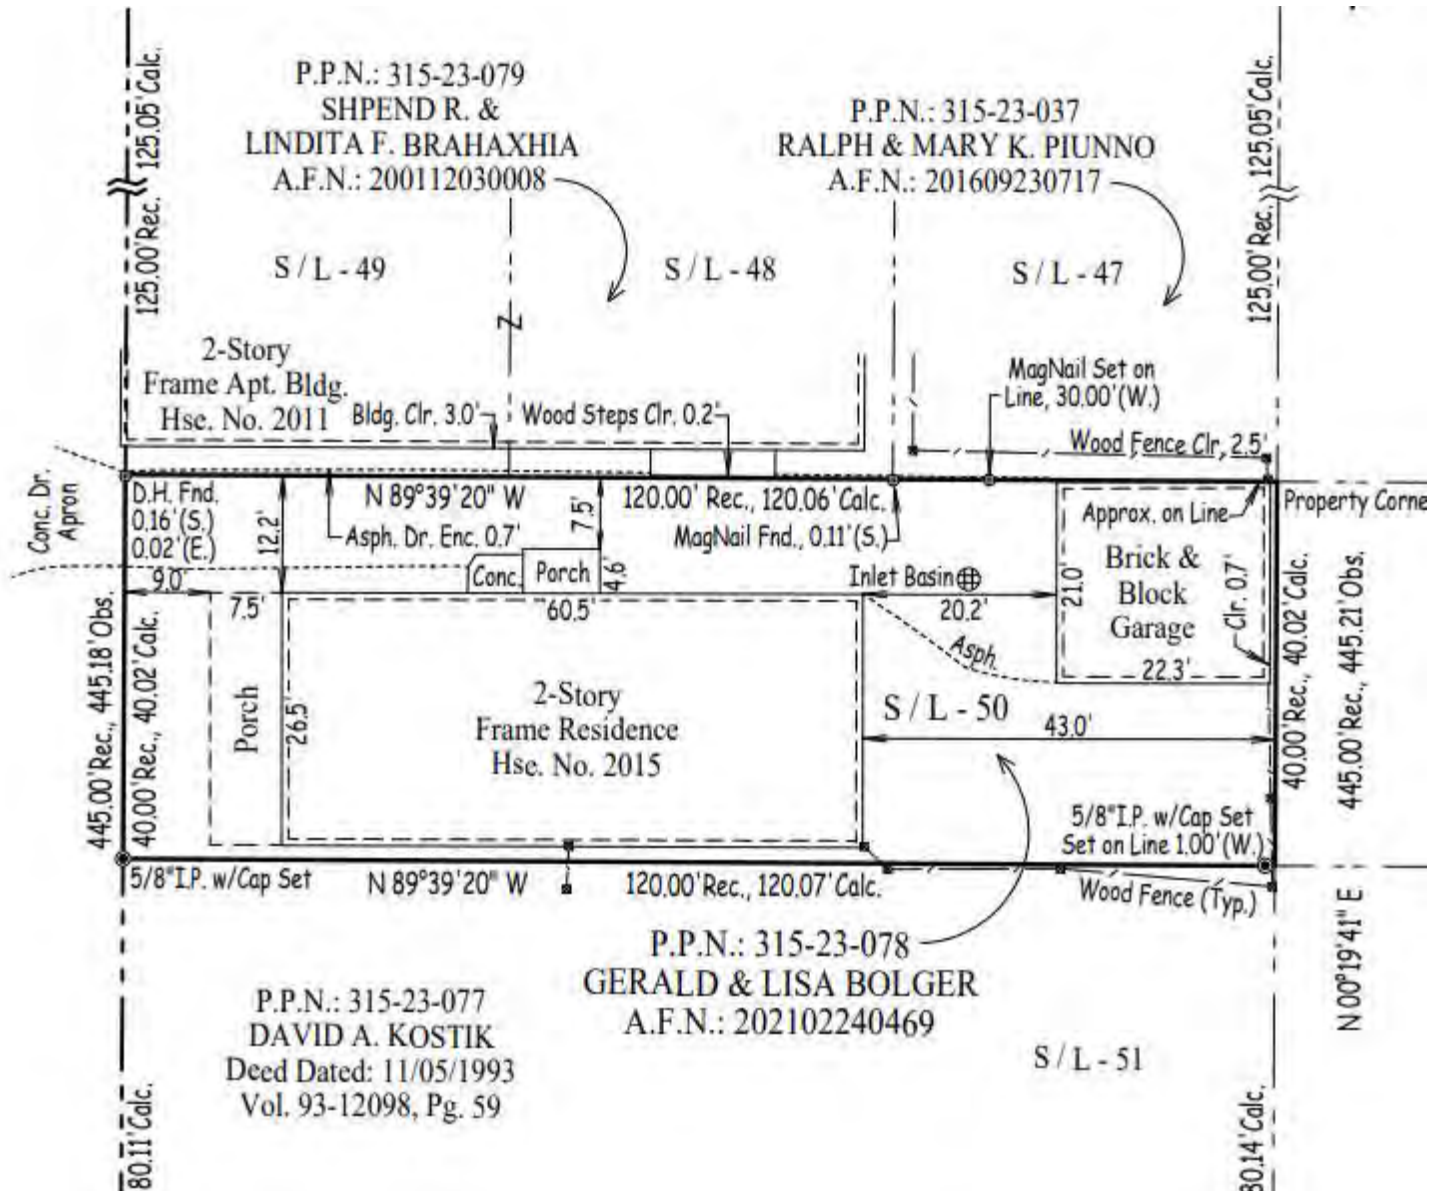 125.05' Calc.
125.00' Rec.
P.P.N.: 315-23-079
SHPEND R. &
LINDITA F. BRAHAXHIA
A.F.N.: 200112030008
P.P.N.: 315-23-037
RALPH & MARY K. PIUNNO
A.F.N.: 201609230717
125.05' Calc.
125.00' Rec.
S / L - 49
S / L - 48
S / L - 47
Z
2-Story
Frame Apt. Bldg.
Hse. No. 2011
Bldg. Clr. 3.0'
Wood Steps Clr. 0.2'
MagNail Set on
Line, 30.00' (W.)
Wood Fence Clr, 2.5'
Conc. Dr.
Apron
D.H. Fnd.
0.16' (S.)
0.02' (E.)
9.0'
12.2'
N 89°39'20" W
120.00' Rec., 120.06' Calc.
Asph. Dr. Enc. 0.7'
7.5'
MagNail Fnd., 0.11' (S.)
Approx. on Line
Property Corne
Conc.
Porch
4.6'
Inlet Basin
Brick &
Block
Garage
21.0'
Clr. 0.7'
22.3'
7.5'
60.5'
20.2'
Asph.
445.00' Rec., 445.18' Obs.
40.00' Rec., 40.02' Calc.
Porch
26.5'
2-Story
Frame Residence
Hse. No. 2015
S / L - 50
43.0'
40.00' Rec., 40.02' Calc.
445.00' Rec., 445.21' Obs.
5/8" I.P. w/Cap Set
Set on Line 1.00' (W.)
5/8" I.P. w/Cap Set
N 89°39'20" W
120.00' Rec., 120.07' Calc.
Wood Fence (Typ.)
P.P.N.: 315-23-078
GERALD & LISA BOLGER
A.F.N.: 202102240469
N 00°19'41" E
P.P.N.: 315-23-077
DAVID A. KOSTIK
Deed Dated: 11/05/1993
Vol. 93-12098, Pg. 59
S / L - 51
80.11' Calc.
80.14' Calc.